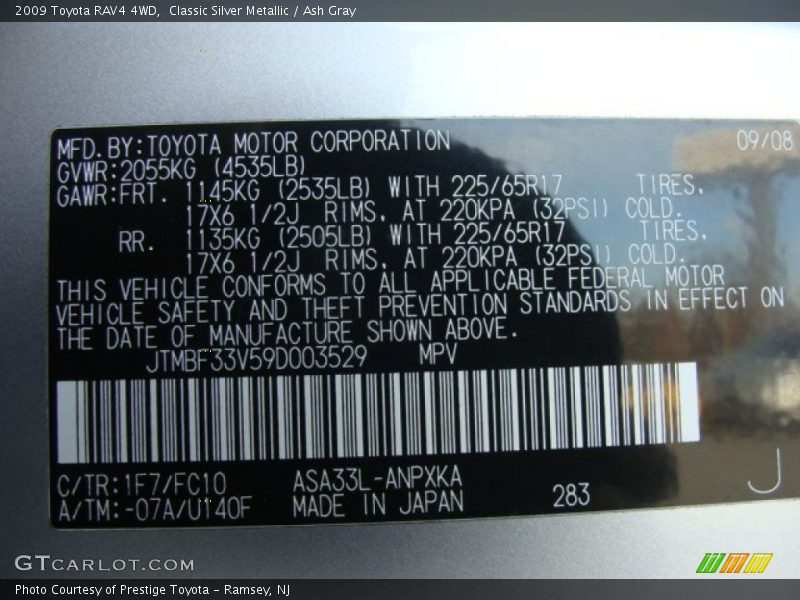 2009 Toyota RAV4 4WD,  Classic Silver Metallic / Ash Gray
MFD.BY:TOYOTA MOTOR CORPORATION 09/08
GVWR:2055KG (4535LB)
GAWR:FRT. 1145KG (2535LB) WITH 225/65R17 TIRES,
17X6 1/2J RIMS, AT 220KPA (32PSI) COLD.
RR. 1135KG (2505LB) WITH 225/65R17 TIRES,
17X6 1/2J RIMS, AT 220KPA (32PSI) COLD.
THIS VEHICLE CONFORMS TO ALL APPLICABLE FEDERAL MOTOR
VEHICLE SAFETY AND THEFT PREVENTION STANDARDS IN EFFECT ON
THE DATE OF MANUFACTURE SHOWN ABOVE.
JTMBF33V59D003529 MPV
C/TR:1F7/FC10 ASA33L-ANPXKA
A/TM:-07A/U140F MADE IN JAPAN 283 J
GTCARLOT.COM
Photo Courtesy of Prestige Toyota - Ramsey, NJ